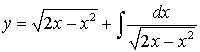 y = √(2x − x²) + ∫ dx / √(2x − x²)